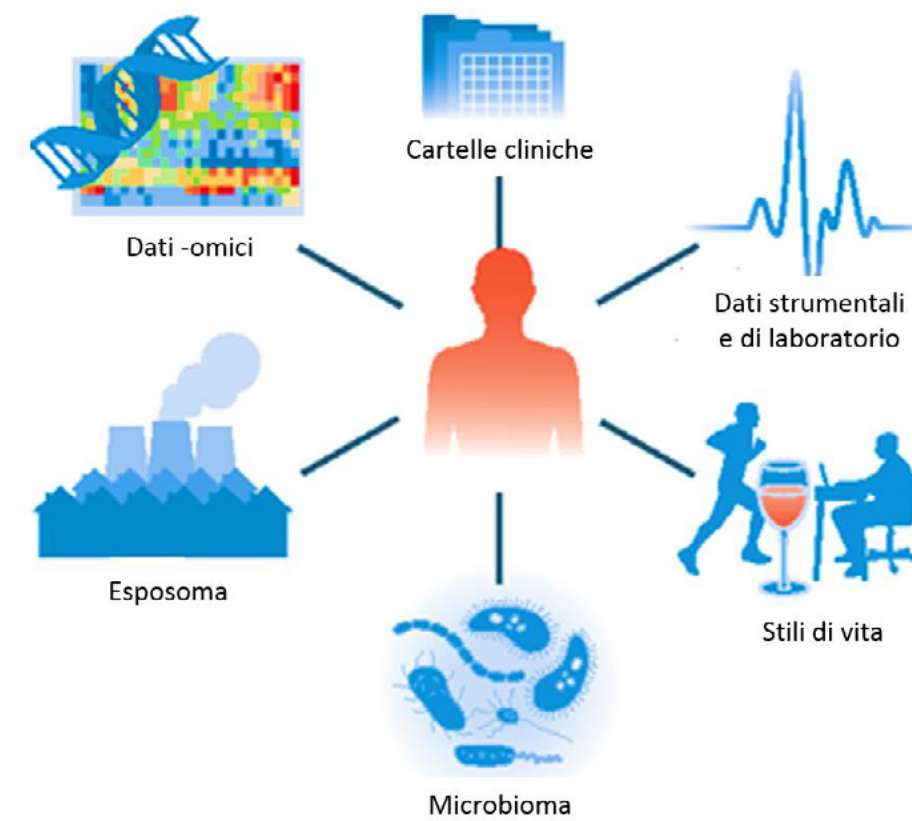 Cartelle cliniche
Dati -omici
Dati strumentali
e di laboratorio
Esposoma
Stili di vita
Microbioma